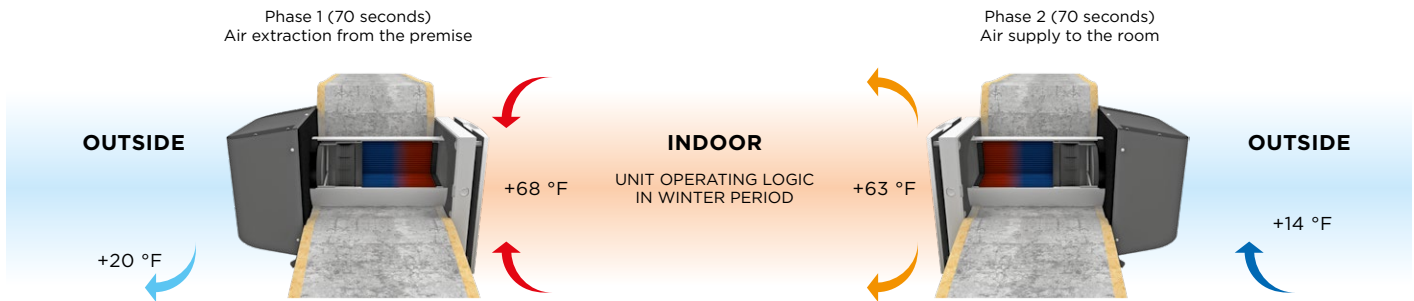 Phase 1 (70 seconds)
Air extraction from the premise
Phase 2 (70 seconds)
Air supply to the room
OUTSIDE
INDOOR
OUTSIDE
+68 °F
UNIT OPERATING LOGIC
IN WINTER PERIOD
+63 °F
+14 °F
+20 °F